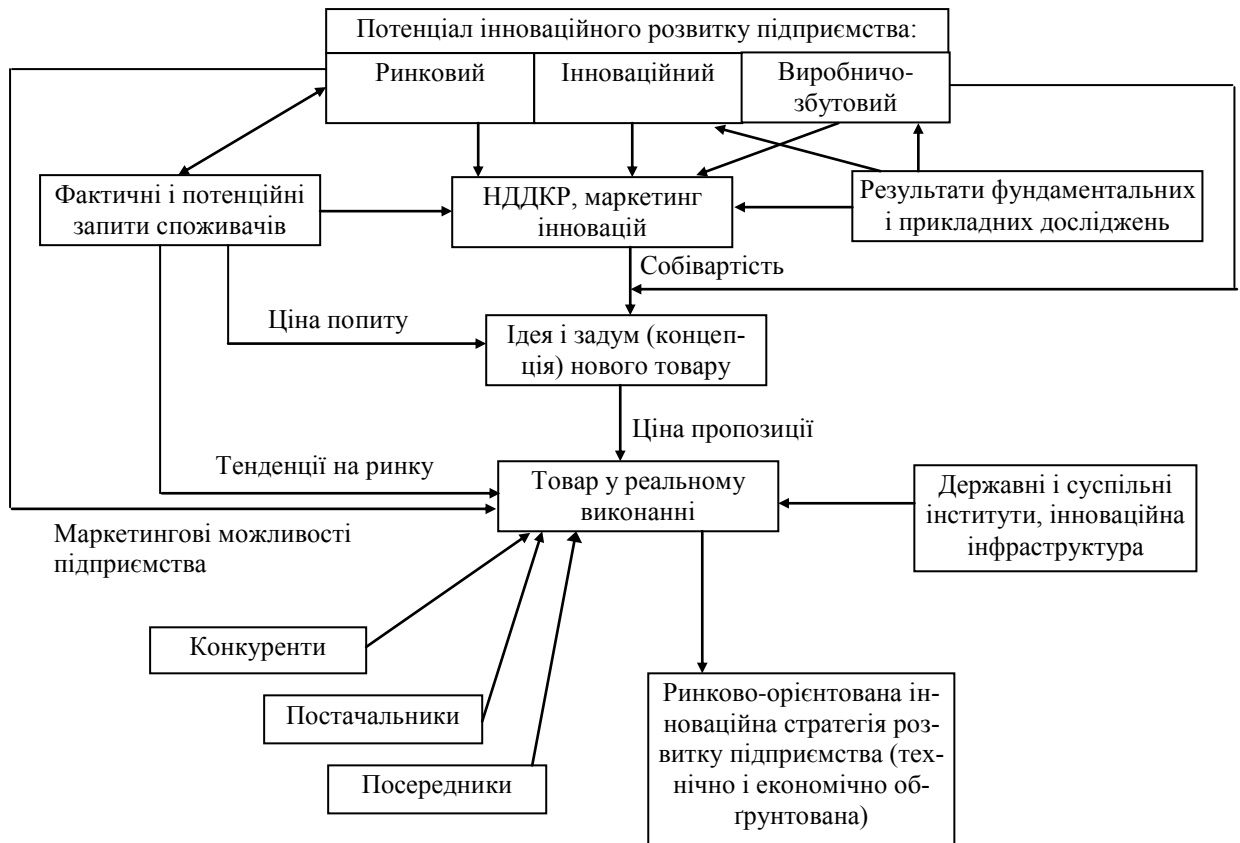 Потенціал інноваційного розвитку підприємства:
Ринковий
Інноваційний
Виробничо-
збутовий
Фактичні і потенційні
запити споживачів
НДДКР, маркетинг
інновацій
Результати фундаментальних
і прикладних досліджень
Собівартість
Ціна попиту
Ідея і задум (концеп-
ція) нового товару
Ціна пропозиції
Тенденції на ринку
Товар у реальному
виконанні
Державні і суспільні
інститути, інноваційна
інфраструктура
Маркетингові можливості
підприємства
Конкуренти
Постачальники
Посередники
Ринково-орієнтована ін-
новаційна стратегія роз-
витку підприємства (тех-
нічно і економічно об-
ґрунтована)